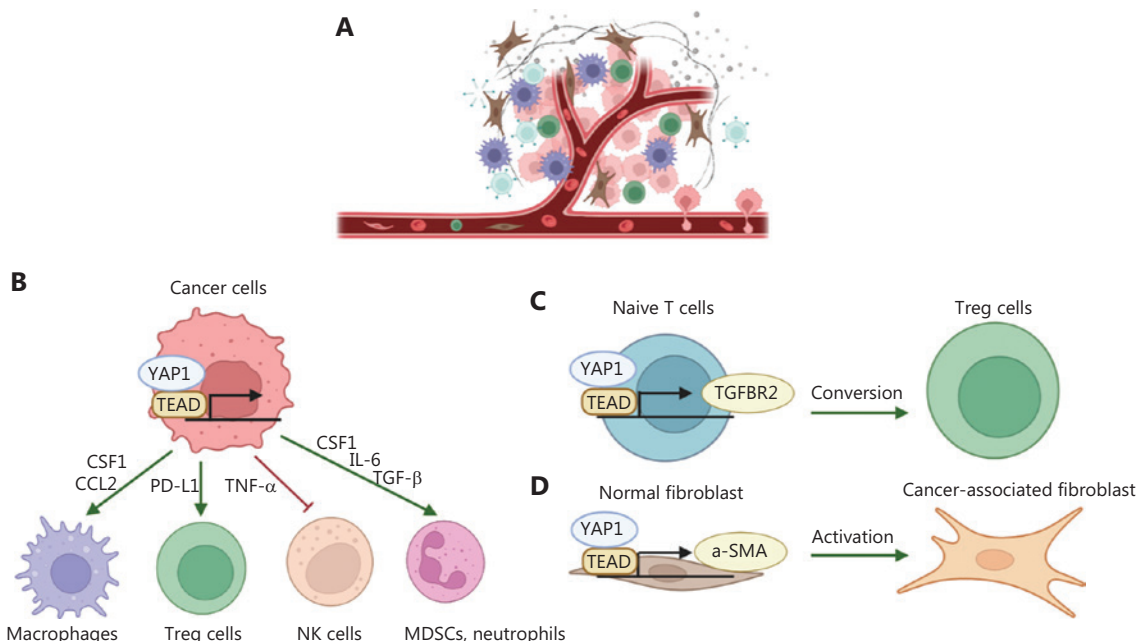 A
B
Cancer cells
YAP1
TEAD
CSF1
CCL2
PD-L1
TNF-α
CSF1
IL-6
TGF-β
Macrophages
Treg cells
NK cells
MDSCs, neutrophils
C
Naive T cells
Treg cells
YAP1
TEAD
TGFBR2
Conversion
D
Normal fibroblast
Cancer-associated fibroblast
YAP1
TEAD
a-SMA
Activation